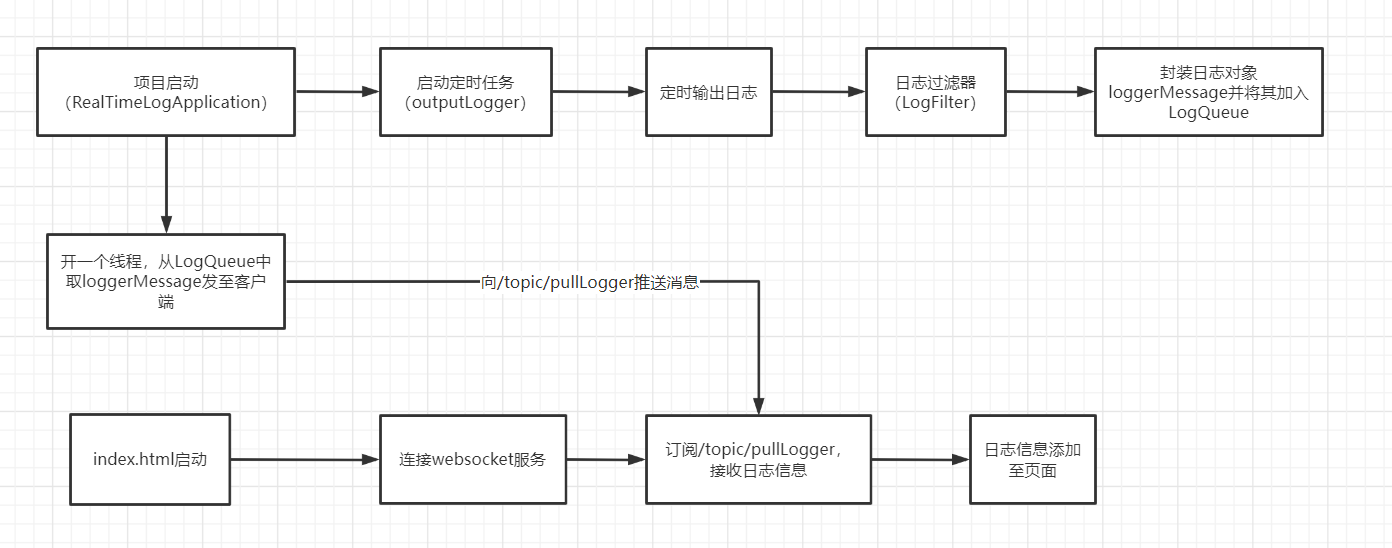 项目启动
（RealTimeLogApplication）
启动定时任务
（outputLogger）
定时输出日志
日志过滤器
（LogFilter）
封装日志对象
loggerMessage并将其加入
LogQueue
开一个线程，从LogQueue中
取loggerMessage发至客户
端
向/topic/pullLogger推送消息
index.html启动
连接websocket服务
订阅/topic/pullLogger，
接收日志信息
日志信息添加
至页面